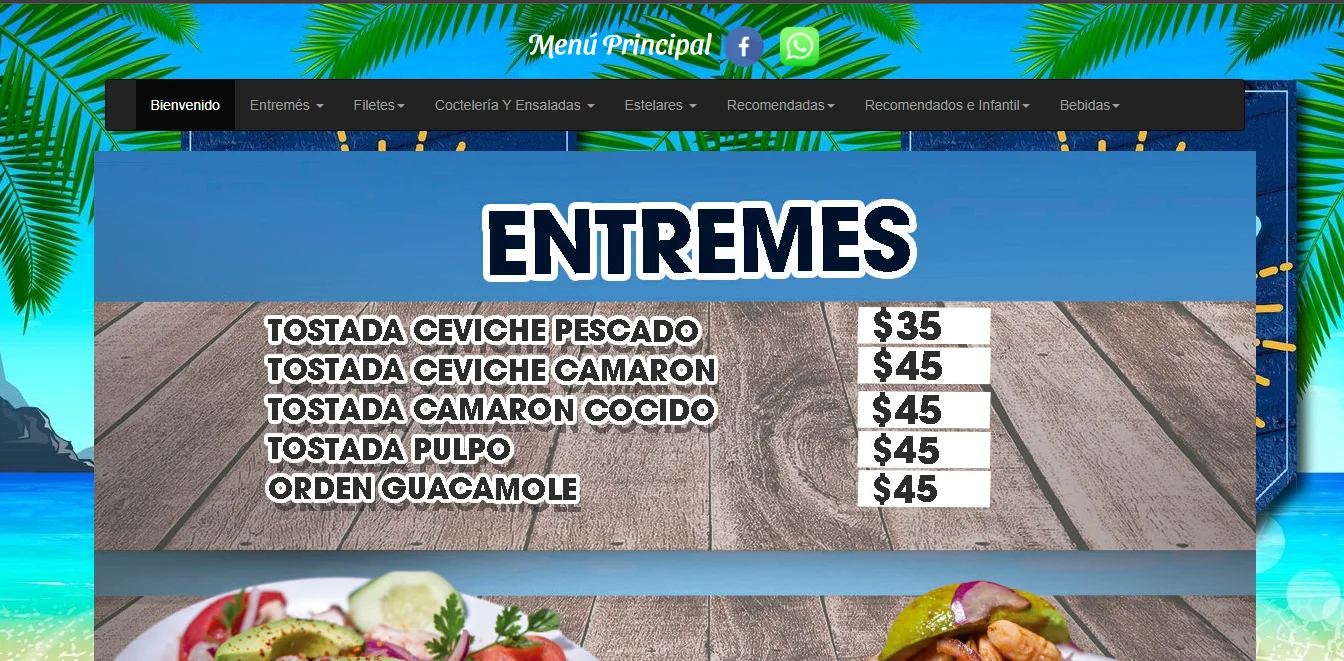 Menú Principal
Bienvenido Entremés Filetes Coctelería Y Ensaladas Estelares Recomendadas Recomendados e Infantil Bebidas
ENTREMES
TOSTADA CEVICHE PESCADO $35
TOSTADA CEVICHE CAMARON $45
TOSTADA CAMARON COCIDO $45
TOSTADA PULPO $45
ORDEN GUACAMOLE $45